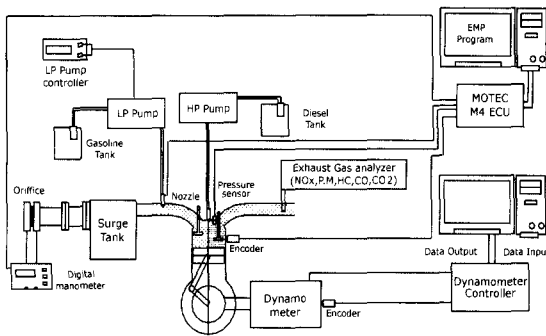 LP Pump
controller
LP Pump
Gasoline
Tank
HP Pump
Diesel
Tank
EMP
Program
MOTEC
M4 ECU
Exhaust Gas analyzer
(NOx,P.M,HC,CO,CO2)
Nozzle
Pressure
sensor
Oriffice
Surge
Tank
Digital
manometer
Encoder
Dynamo
meter
Encoder
Data Output
Data Input
Dynamometer
Controller